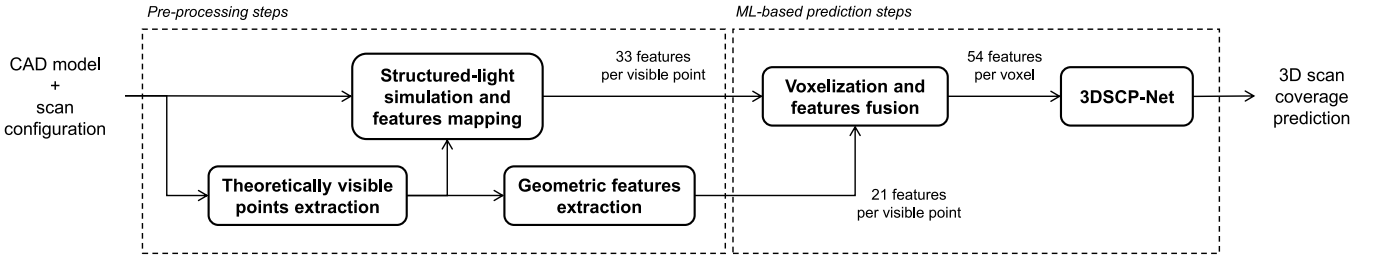 Pre-processing steps
ML-based prediction steps
CAD model
+
scan
configuration
Structured-light
simulation and
features mapping
33 features
per visible point
Voxelization and
features fusion
54 features
per voxel
3DSCP-Net
3D scan
coverage
prediction
Theoretically visible
points extraction
Geometric features
extraction
21 features
per visible point